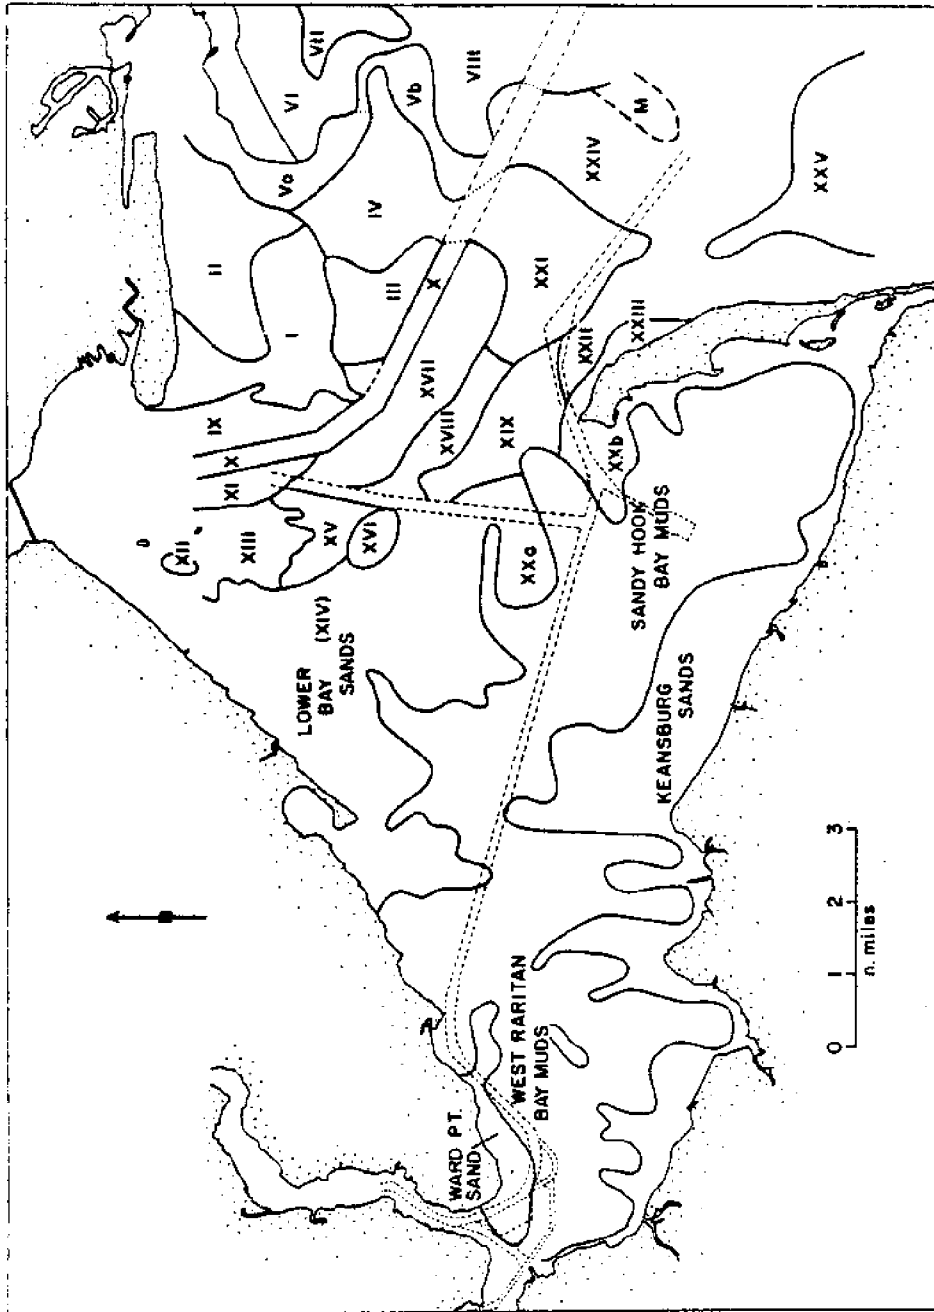 VII
VI
VIII
Va
Vb
M
II
IV
XXIV
XXV
III
X
XXI
I
XVII
XXII
XXIII
IX
X
XVIII
XIX
XI
XXb
XII
XIII
XV
XVI
XXa
SANDY HOOK
BAY MUDS
LOWER
BAY (XIV)
SANDS
KEANSBURG
SANDS
WEST RARITAN
BAY MUDS
WARD PT.
SAND
0 1 2 3
n. miles